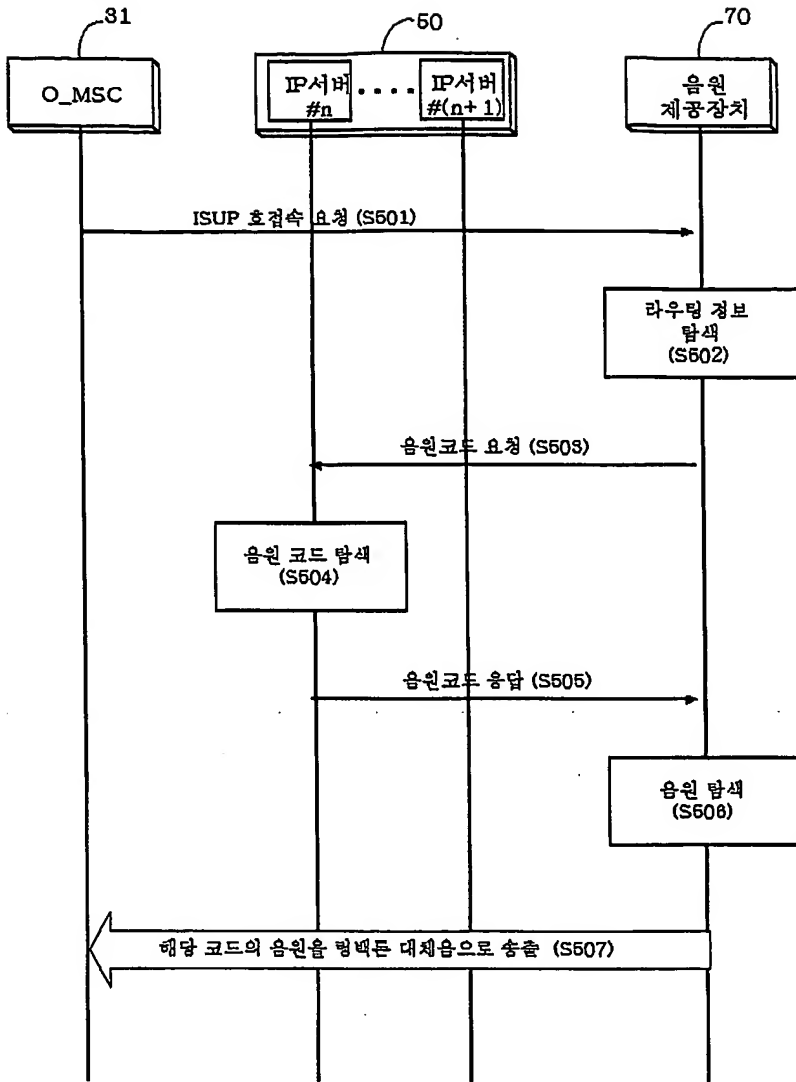 31
50
70
O_MSC
IP서버
#n
....
IP서버
#(n+1)
음원
제공장치
ISUP 호접속 요청 (S501)
라우팅 정보
탐색
(S502)
음원코드 요청 (S503)
음원 코드 탐색
(S504)
음원코드 응답 (S505)
음원 탐색
(S506)
해당 코드의 음원을 링백톤 대체음으로 송출 (S507)